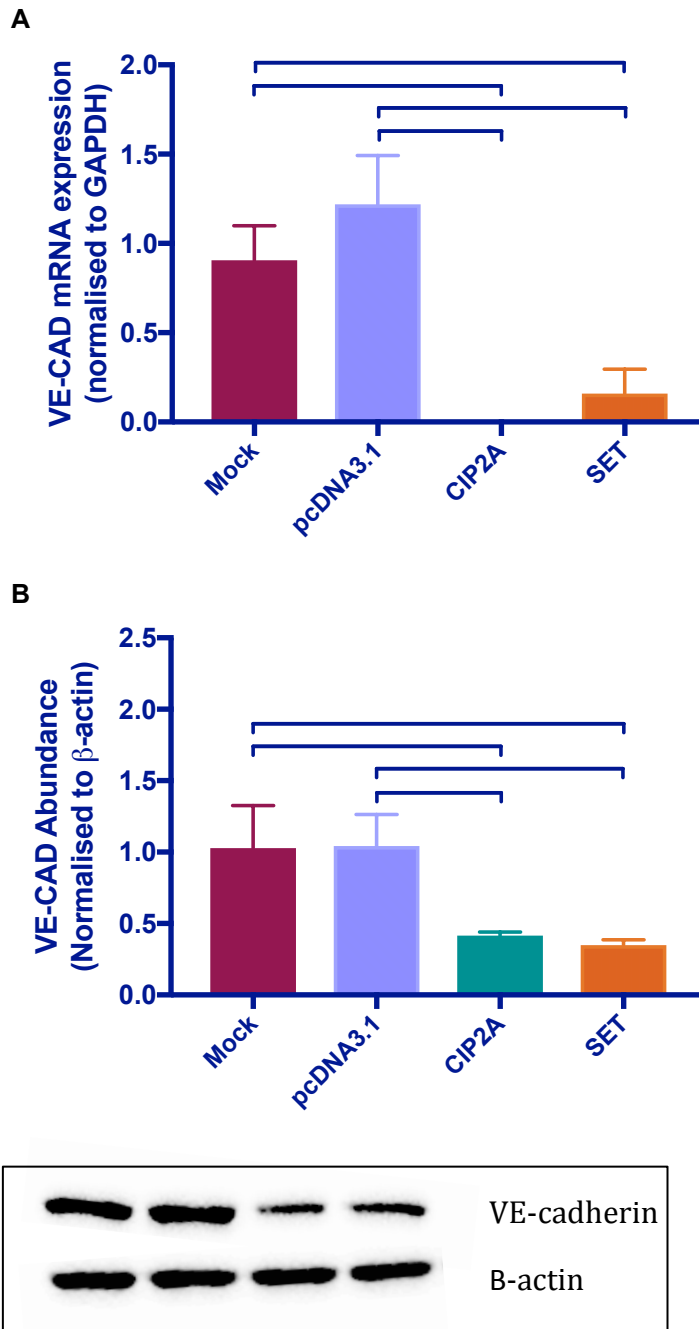 A
VE-CAD mRNA expression
(normalised to GAPDH)
2.0
1.5
1.0
0.5
0.0
Mock
pcDNA3.1
CIP2A
SET
B
VE-CAD Abundance
(Normalised to β-actin)
2.5
2.0
1.5
1.0
0.5
0.0
Mock
pcDNA3.1
CIP2A
SET
VE-cadherin
B-actin